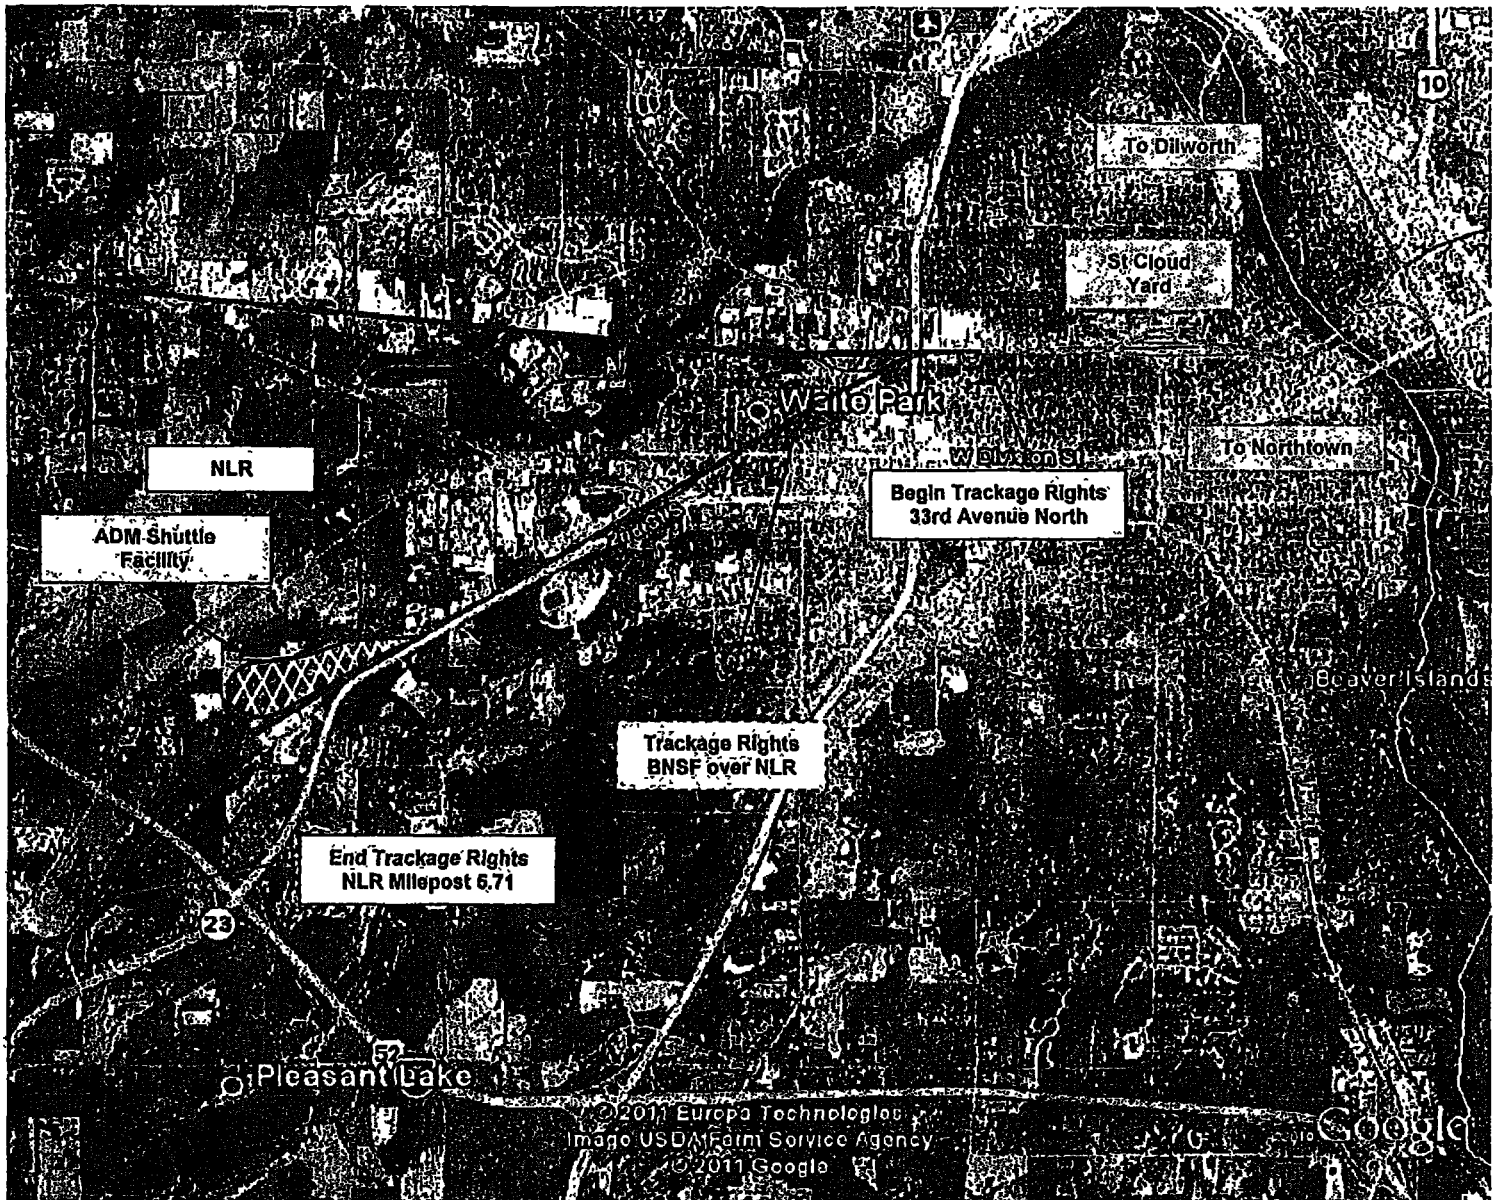 10
To Dilworth
St Cloud
Yard
Waite Park
To Northtown
W Division St
NLR
Begin Trackage Rights
33rd Avenue North
ADM Shuttle
Facility
Beaver Islands
Trackage Rights
BNSF over NLR
End Trackage Rights
NLR Milepost 5.71
23
52
Pleasant Lake
© 2011 Europa Technologies
Image USDA Farm Service Agency
© 2011 Google
Google